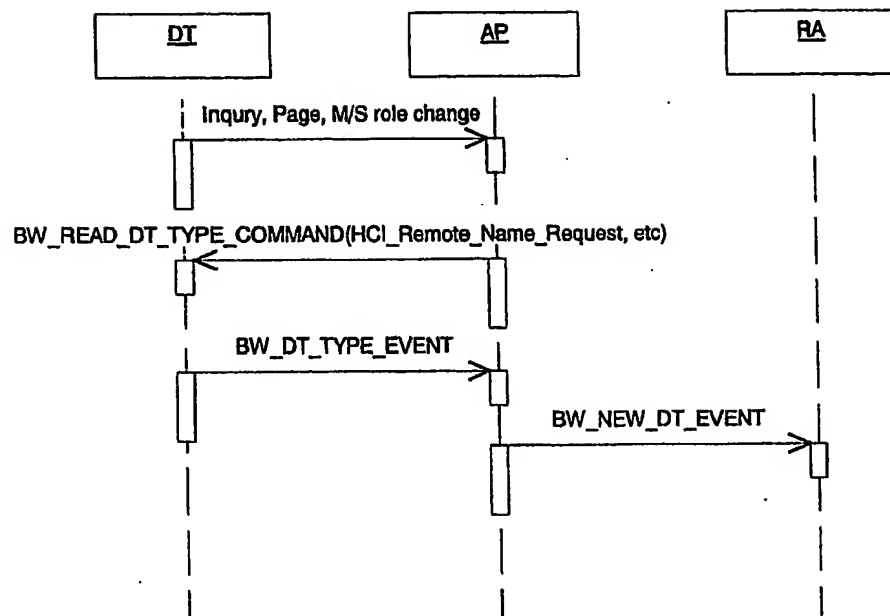 DT
AP
RA
Inqury, Page, M/S role change
BW_READ_DT_TYPE_COMMAND(HCI_Remote_Name_Request, etc)
BW_DT_TYPE_EVENT
BW_NEW_DT_EVENT